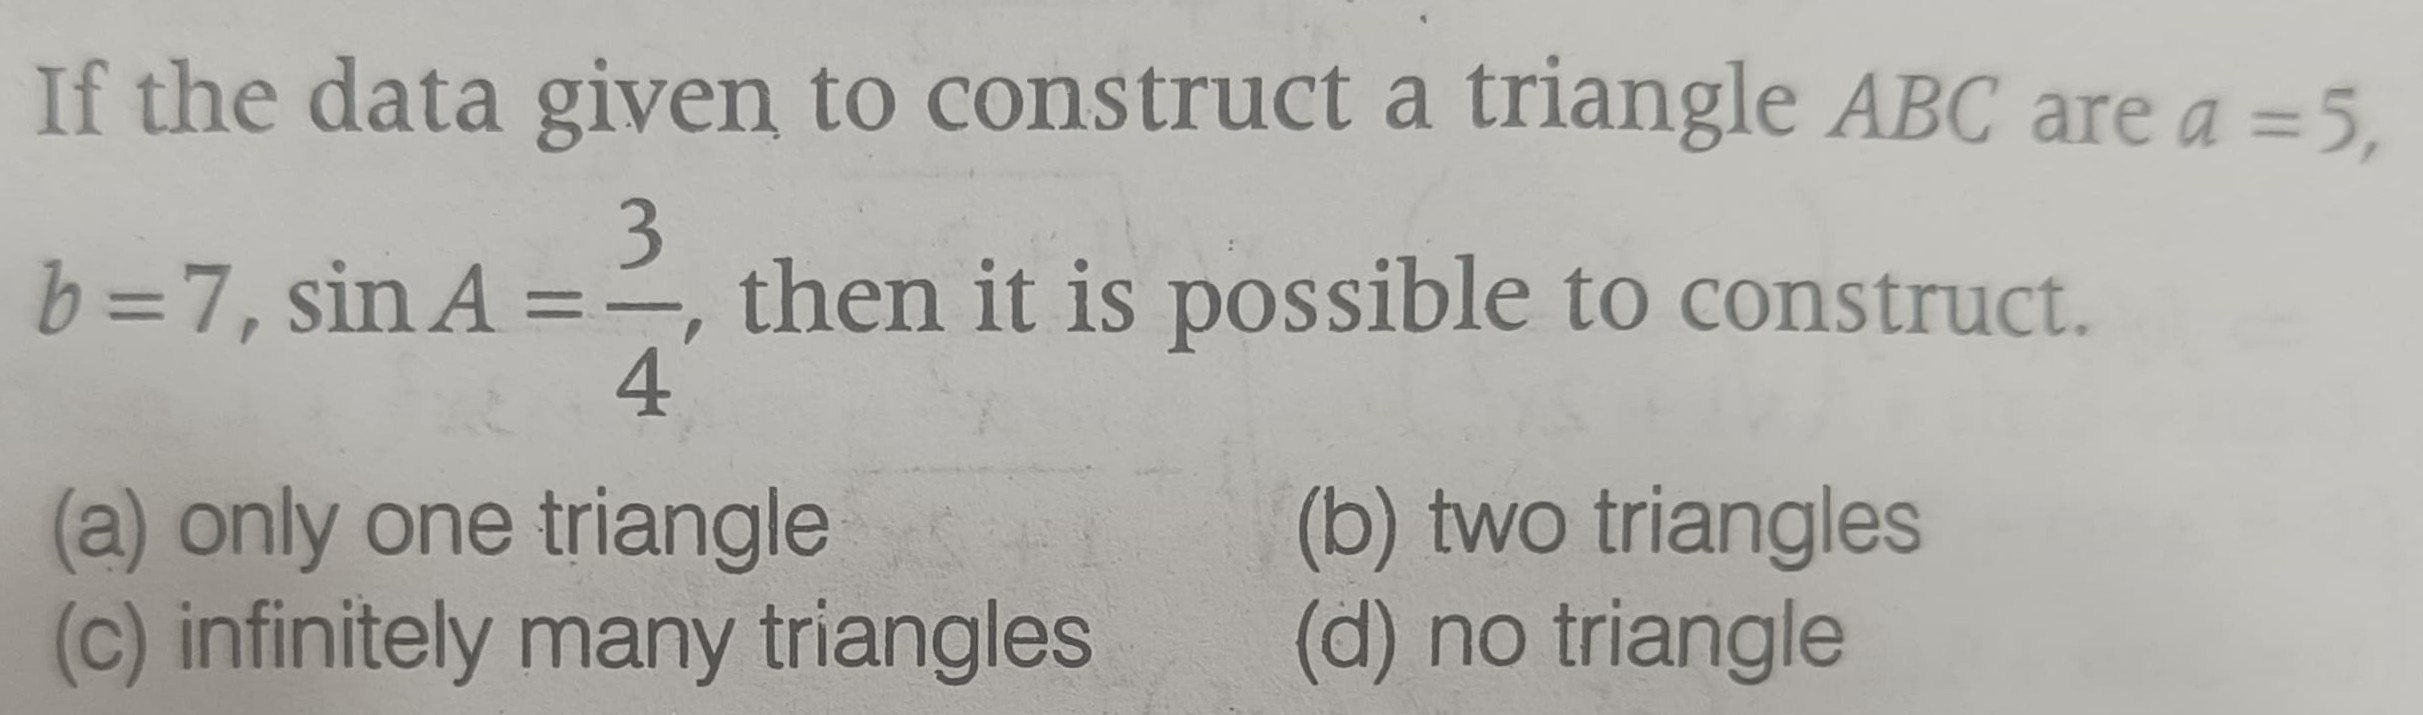 If the data given to construct a triangle ABC are a = 5,
b = 7, sin A = 3/4, then it is possible to construct.
(a) only one triangle (b) two triangles
(c) infinitely many triangles (d) no triangle